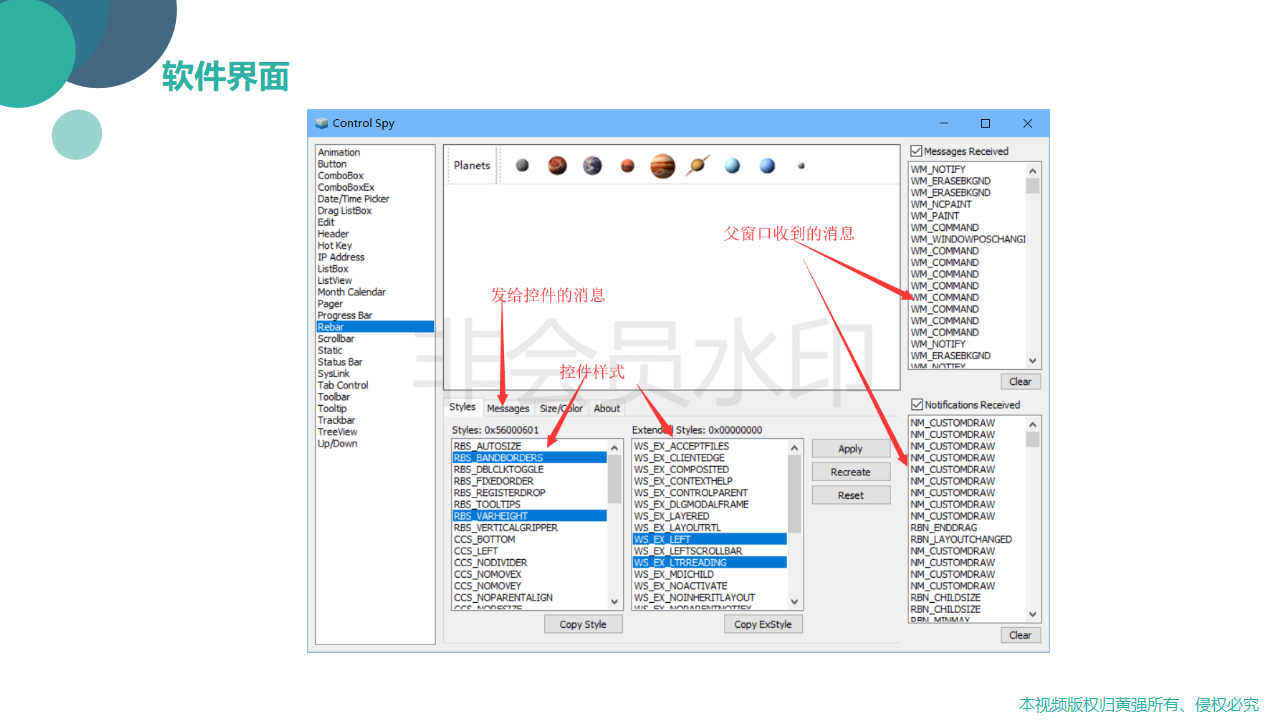 软件界面
Control Spy
Animation
Button
ComboBox
ComboBoxEx
Date/Time Picker
Drag ListBox
Edit
Header
Hot Key
IP Address
ListBox
ListView
Month Calendar
Pager
Progress Bar
Rebar
Scrollbar
Static
Status Bar
SysLink
Tab Control
Toolbar
Tooltip
Trackbar
TreeView
Up/Down
Planets
发给控件的消息
父窗口收到的消息
控件样式
非会员水印
Styles
Messages
Size/Color
About
Styles: 0x56000601
RBS_AUTOSIZE
RBS_BANDBORDERS
RBS_DBLCLKTOGGLE
RBS_FIXEDORDER
RBS_REGISTERDROP
RBS_TOOLTIPS
RBS_VARHEIGHT
RBS_VERTICALGRIPPER
CCS_BOTTOM
CCS_LEFT
CCS_NODIVIDER
CCS_NOMOVEX
CCS_NOMOVEY
CCS_NOPARENTALIGN
CCS_NORESIZE
Copy Style
Extended Styles: 0x00000000
WS_EX_ACCEPTFILES
WS_EX_CLIENTEDGE
WS_EX_COMPOSITED
WS_EX_CONTEXTHELP
WS_EX_CONTROLPARENT
WS_EX_DLGMODALFRAME
WS_EX_LAYERED
WS_EX_LAYOUTRTL
WS_EX_LEFT
WS_EX_LEFTSCROLLBAR
WS_EX_LTRREADING
WS_EX_MDICHILD
WS_EX_NOACTIVATE
WS_EX_NOINHERITLAYOUT
WS_EX_NOPARENTNOTIFY
Copy ExStyle
Apply
Recreate
Reset
Messages Received
WM_NOTIFY
WM_ERASEBKGND
WM_ERASEBKGND
WM_NCPAINT
WM_PAINT
WM_COMMAND
WM_WINDOWPOSCHANGI
WM_COMMAND
WM_COMMAND
WM_COMMAND
WM_COMMAND
WM_COMMAND
WM_COMMAND
WM_COMMAND
WM_COMMAND
WM_NOTIFY
WM_ERASEBKGND
WM_NOTIFY
Clear
Notifications Received
NM_CUSTOMDRAW
NM_CUSTOMDRAW
NM_CUSTOMDRAW
NM_CUSTOMDRAW
NM_CUSTOMDRAW
NM_CUSTOMDRAW
NM_CUSTOMDRAW
NM_CUSTOMDRAW
NM_CUSTOMDRAW
RBN_ENDDRAG
RBN_LAYOUTCHANGED
NM_CUSTOMDRAW
NM_CUSTOMDRAW
NM_CUSTOMDRAW
NM_CUSTOMDRAW
RBN_CHILDSIZE
RBN_CHILDSIZE
RBN_MINMAX
Clear
本视频版权归黄强所有、侵权必究